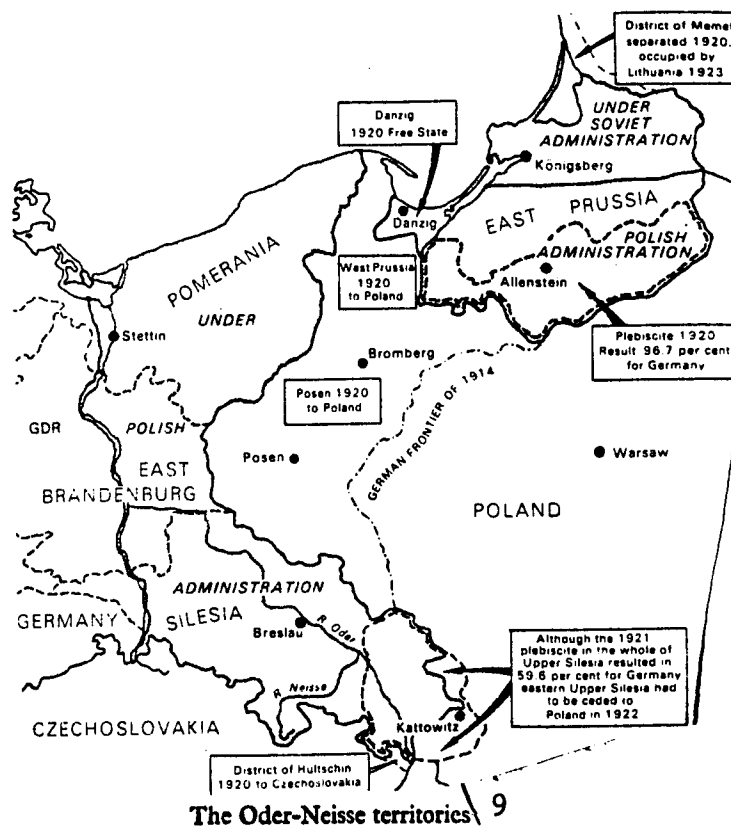 District of Memel
separated 1920,
occupied by
Lithuania 1923
Danzig
1920 Free State
UNDER
SOVIET
ADMINISTRATION
Königsberg
Danzig
EAST PRUSSIA
POLISH
ADMINISTRATION
Allenstein
West Prussia
1920
to Poland
POMERANIA
UNDER
Stettin
Plebiscite 1920
Result 96.7 per cent
for Germany
Bromberg
Posen 1920
to Poland
GERMAN FRONTIER OF 1914
GDR
POLISH
EAST
BRANDENBURG
Posen
Warsaw
POLAND
ADMINISTRATION
GERMANY
SILESIA
Breslau
R. Oder
R. Neisse
Although the 1921
plebiscite in the whole of
Upper Silesia resulted in
59.6 per cent for Germany
eastern Upper Silesia had
to be ceded to
Poland in 1922
Kattowitz
CZECHOSLOVAKIA
District of Hultschin
1920 to Czechoslovakia
The Oder-Neisse territories 9